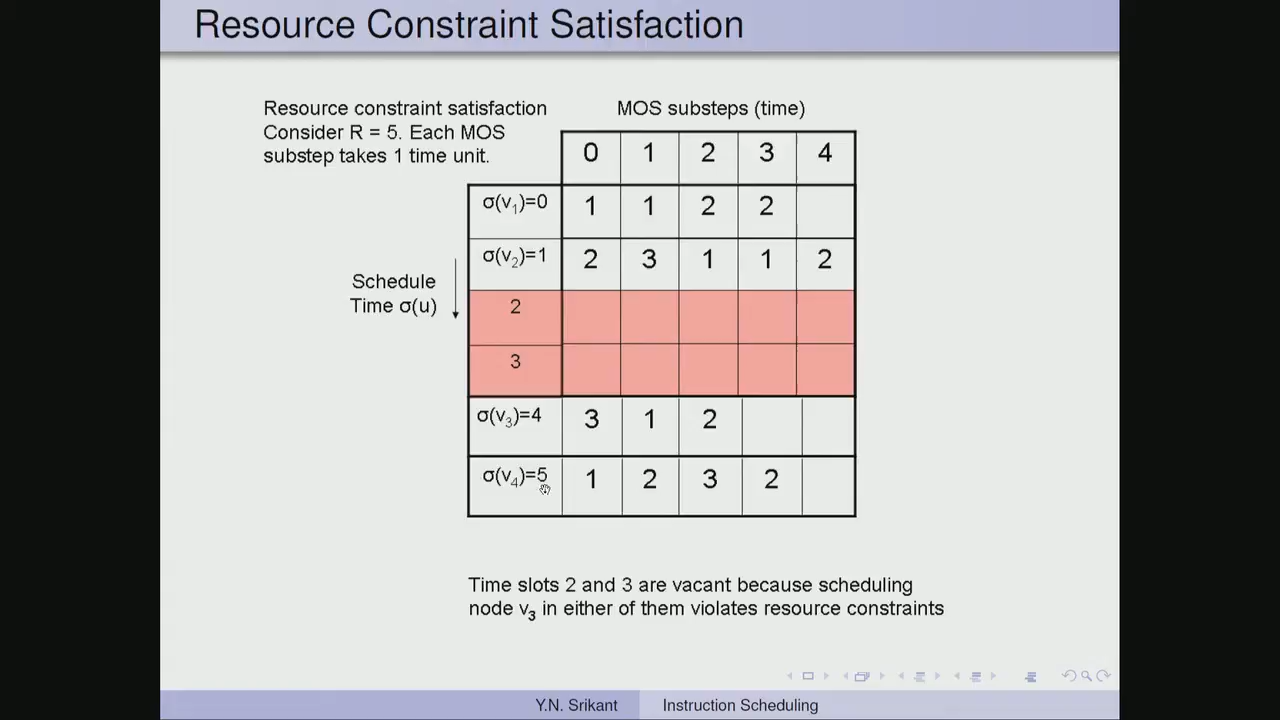 Resource Constraint Satisfaction
Resource constraint satisfaction
Consider R = 5. Each MOS
substep takes 1 time unit.
MOS substeps (time)
0 1 2 3 4
σ(v1)=0 1 1 2 2
σ(v2)=1 2 3 1 1 2
Schedule
Time σ(u)
2
3
σ(v3)=4 3 1 2
σ(v4)=5 1 2 3 2
Time slots 2 and 3 are vacant because scheduling
node v3 in either of them violates resource constraints
Y.N. Srikant Instruction Scheduling